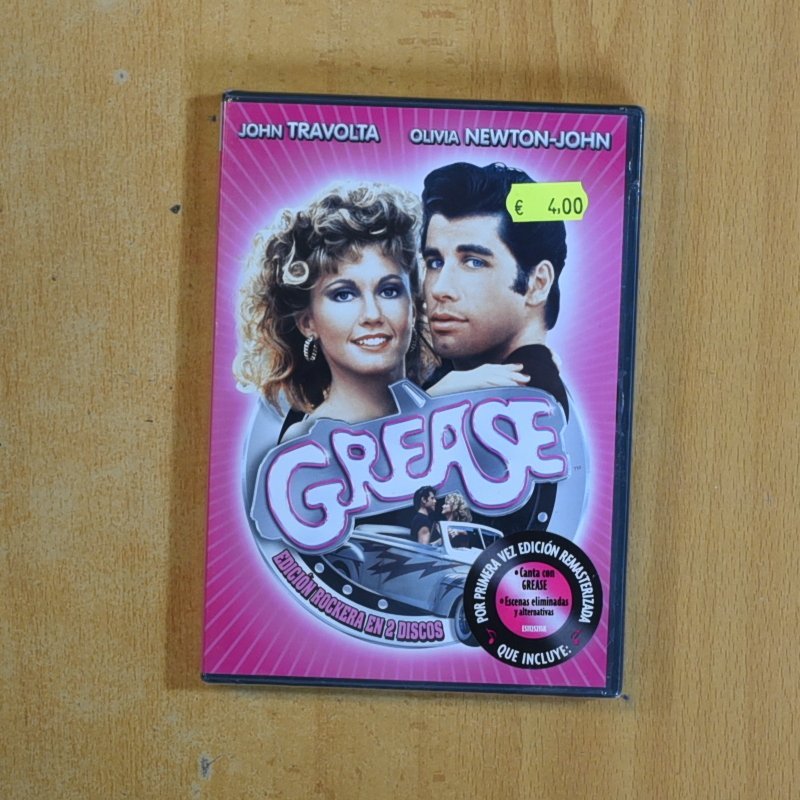 JOHN TRAVOLTA OLIVIA NEWTON-JOHN
€ 4,00
GREASE
TM
EDICIÓN ROCKERA EN 2 DISCOS
POR PRIMERA VEZ EDICIÓN REMASTERIZADA
• Canta con
GREASE
• Escenas eliminadas
y alternativas
QUE INCLUYE: